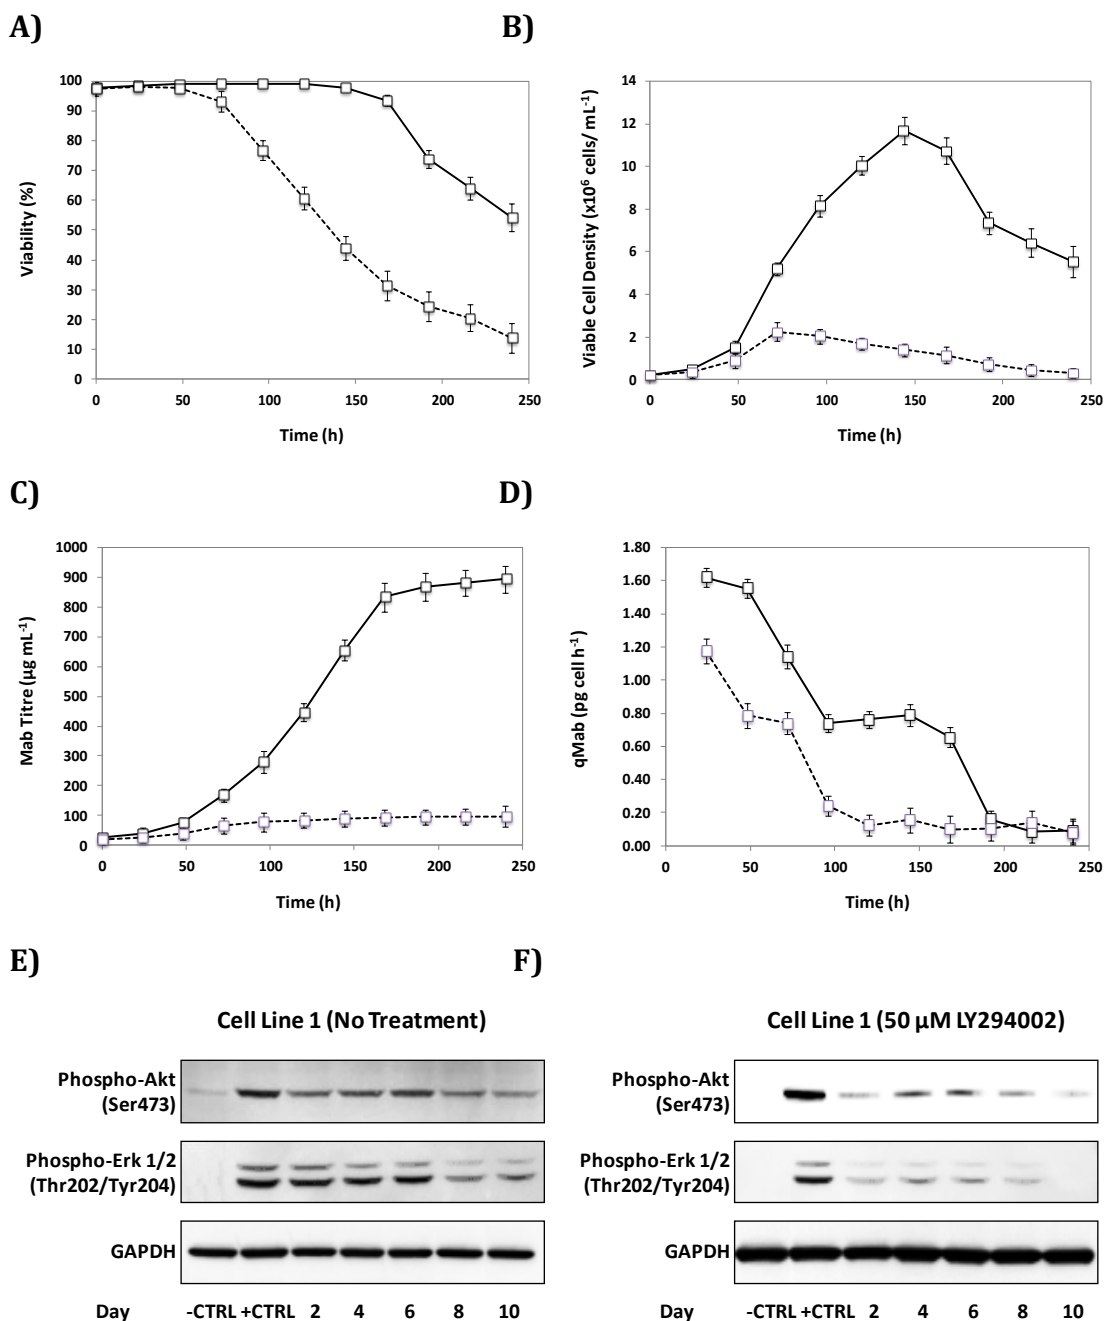 A)
B)
100
90
80
70
60
50
40
30
20
10
0
Viability (%)
0 50 100 150 200 250
Time (h)
14
12
10
8
6
4
2
0
Viable Cell Density (x10⁶ cells/ mL⁻¹)
0 50 100 150 200 250
Time (h)
C)
D)
1000
900
800
700
600
500
400
300
200
100
0
Mab Titre (µg mL⁻¹)
0 50 100 150 200 250
Time (h)
1.80
1.60
1.40
1.20
1.00
0.80
0.60
0.40
0.20
0.00
qMab (pg cell h⁻¹)
0 50 100 150 200 250
Time (h)
E)
F)
Cell Line 1 (No Treatment)
Phospho-Akt
(Ser473)
Phospho-Erk 1/2
(Thr202/Tyr204)
GAPDH
Day -CTRL +CTRL 2 4 6 8 10
Cell Line 1 (50 µM LY294002)
Phospho-Akt
(Ser473)
Phospho-Erk 1/2
(Thr202/Tyr204)
GAPDH
Day -CTRL +CTRL 2 4 6 8 10